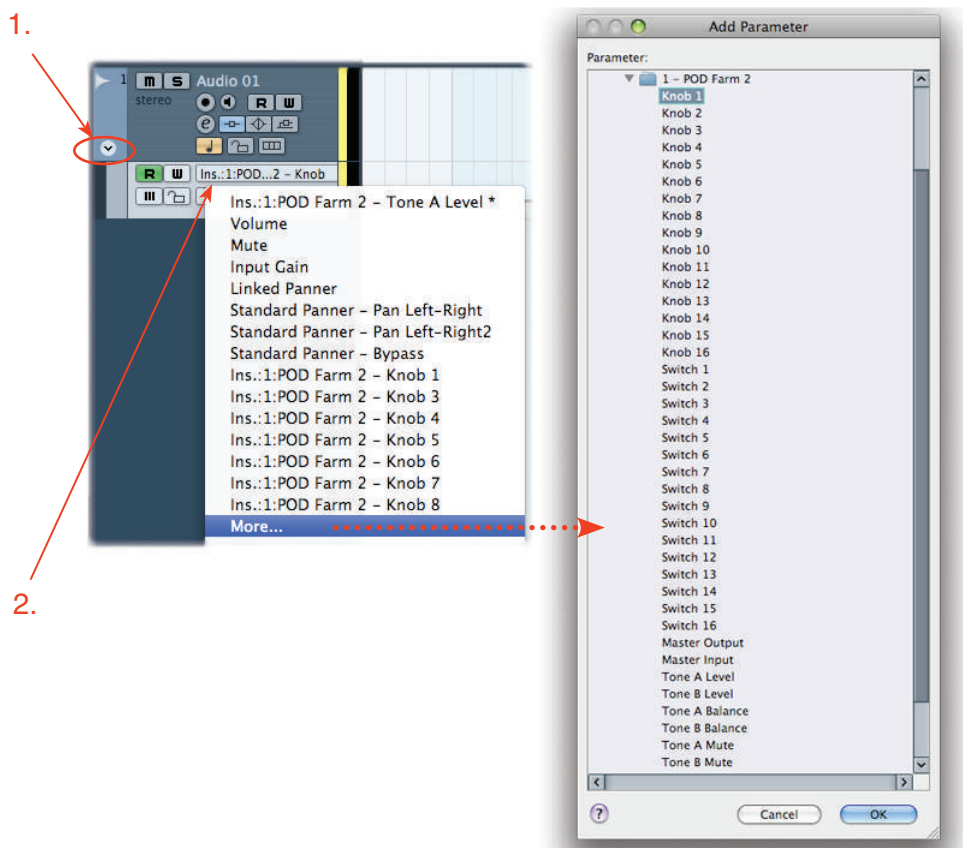 1.
1 m S Audio 01
stereo
R W
e
R W Ins.:1:POD...2 - Knob
Ins.:1:POD Farm 2 - Tone A Level *
Volume
Mute
Input Gain
Linked Panner
Standard Panner - Pan Left-Right
Standard Panner - Pan Left-Right2
Standard Panner - Bypass
Ins.:1:POD Farm 2 - Knob 1
Ins.:1:POD Farm 2 - Knob 3
Ins.:1:POD Farm 2 - Knob 4
Ins.:1:POD Farm 2 - Knob 5
Ins.:1:POD Farm 2 - Knob 6
Ins.:1:POD Farm 2 - Knob 7
Ins.:1:POD Farm 2 - Knob 8
More...
2.
Add Parameter
Parameter:
1 - POD Farm 2
Knob 1
Knob 2
Knob 3
Knob 4
Knob 5
Knob 6
Knob 7
Knob 8
Knob 9
Knob 10
Knob 11
Knob 12
Knob 13
Knob 14
Knob 15
Knob 16
Switch 1
Switch 2
Switch 3
Switch 4
Switch 5
Switch 6
Switch 7
Switch 8
Switch 9
Switch 10
Switch 11
Switch 12
Switch 13
Switch 14
Switch 15
Switch 16
Master Output
Master Input
Tone A Level
Tone B Level
Tone A Balance
Tone B Balance
Tone A Mute
Tone B Mute
? Cancel OK